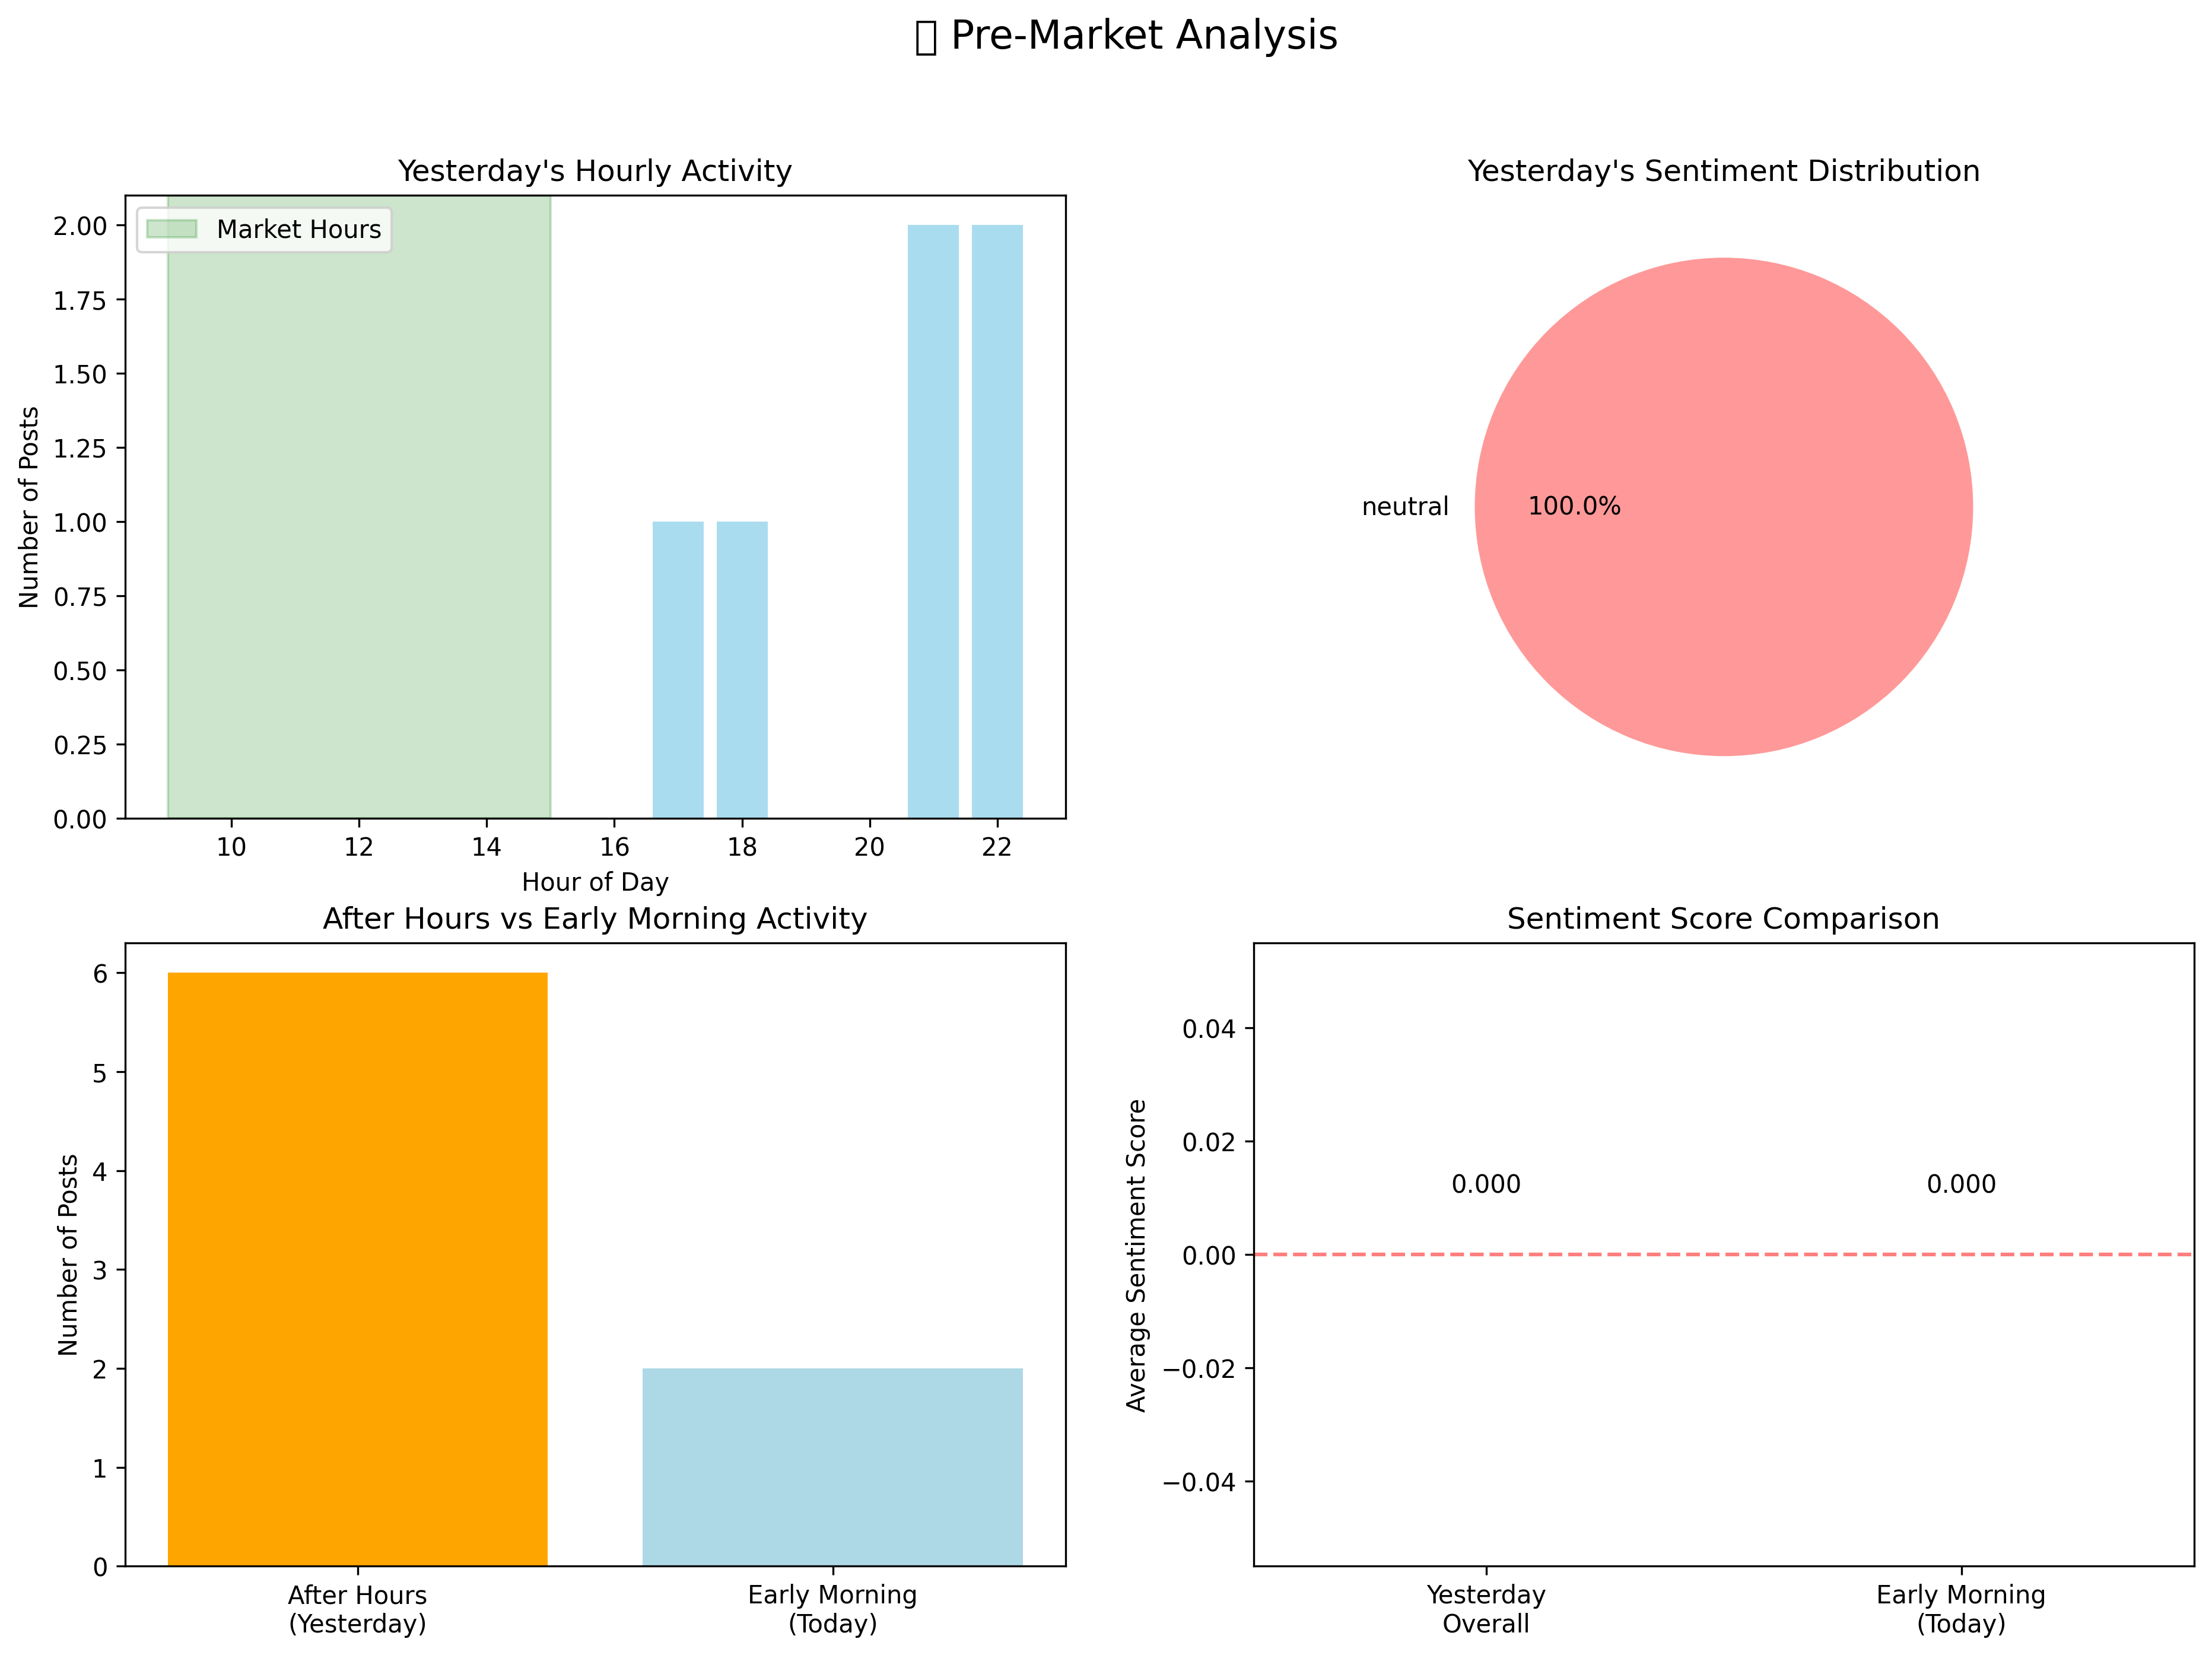 ▯ Pre-Market Analysis
Yesterday's Hourly Activity
Market Hours
2.00
1.75
1.50
1.25
1.00
0.75
0.50
0.25
0.00
Number of Posts
10 12 14 16 18 20 22
Hour of Day
Yesterday's Sentiment Distribution
neutral
100.0%
After Hours vs Early Morning Activity
6
5
4
3
2
1
0
Number of Posts
After Hours
(Yesterday)
Early Morning
(Today)
Sentiment Score Comparison
0.04
0.02
0.00
−0.02
−0.04
Average Sentiment Score
0.000
0.000
Yesterday
Overall
Early Morning
(Today)